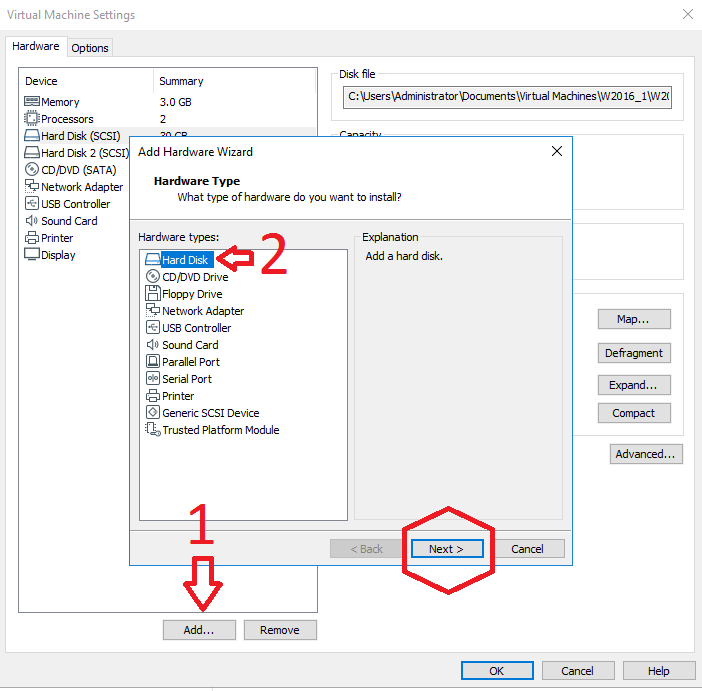 Virtual Machine Settings
Hardware Options
Device Summary
Memory 3.0 GB
Processors 2
Hard Disk (SCSI) 30 GB
Hard Disk 2 (SCSI)
CD/DVD (SATA)
Network Adapter
USB Controller
Sound Card
Printer
Display
Disk file
C:\Users\Administrator\Documents\Virtual Machines\W2016_1\W20
Capacity
Map...
Defragment
Expand...
Compact
Advanced...
Add Hardware Wizard
Hardware Type
What type of hardware do you want to install?
Hardware types:
Hard Disk
2
CD/DVD Drive
Floppy Drive
Network Adapter
USB Controller
Sound Card
Parallel Port
Serial Port
Printer
Generic SCSI Device
Trusted Platform Module
Explanation
Add a hard disk.
< Back Next > Cancel
1
Add... Remove
OK Cancel Help